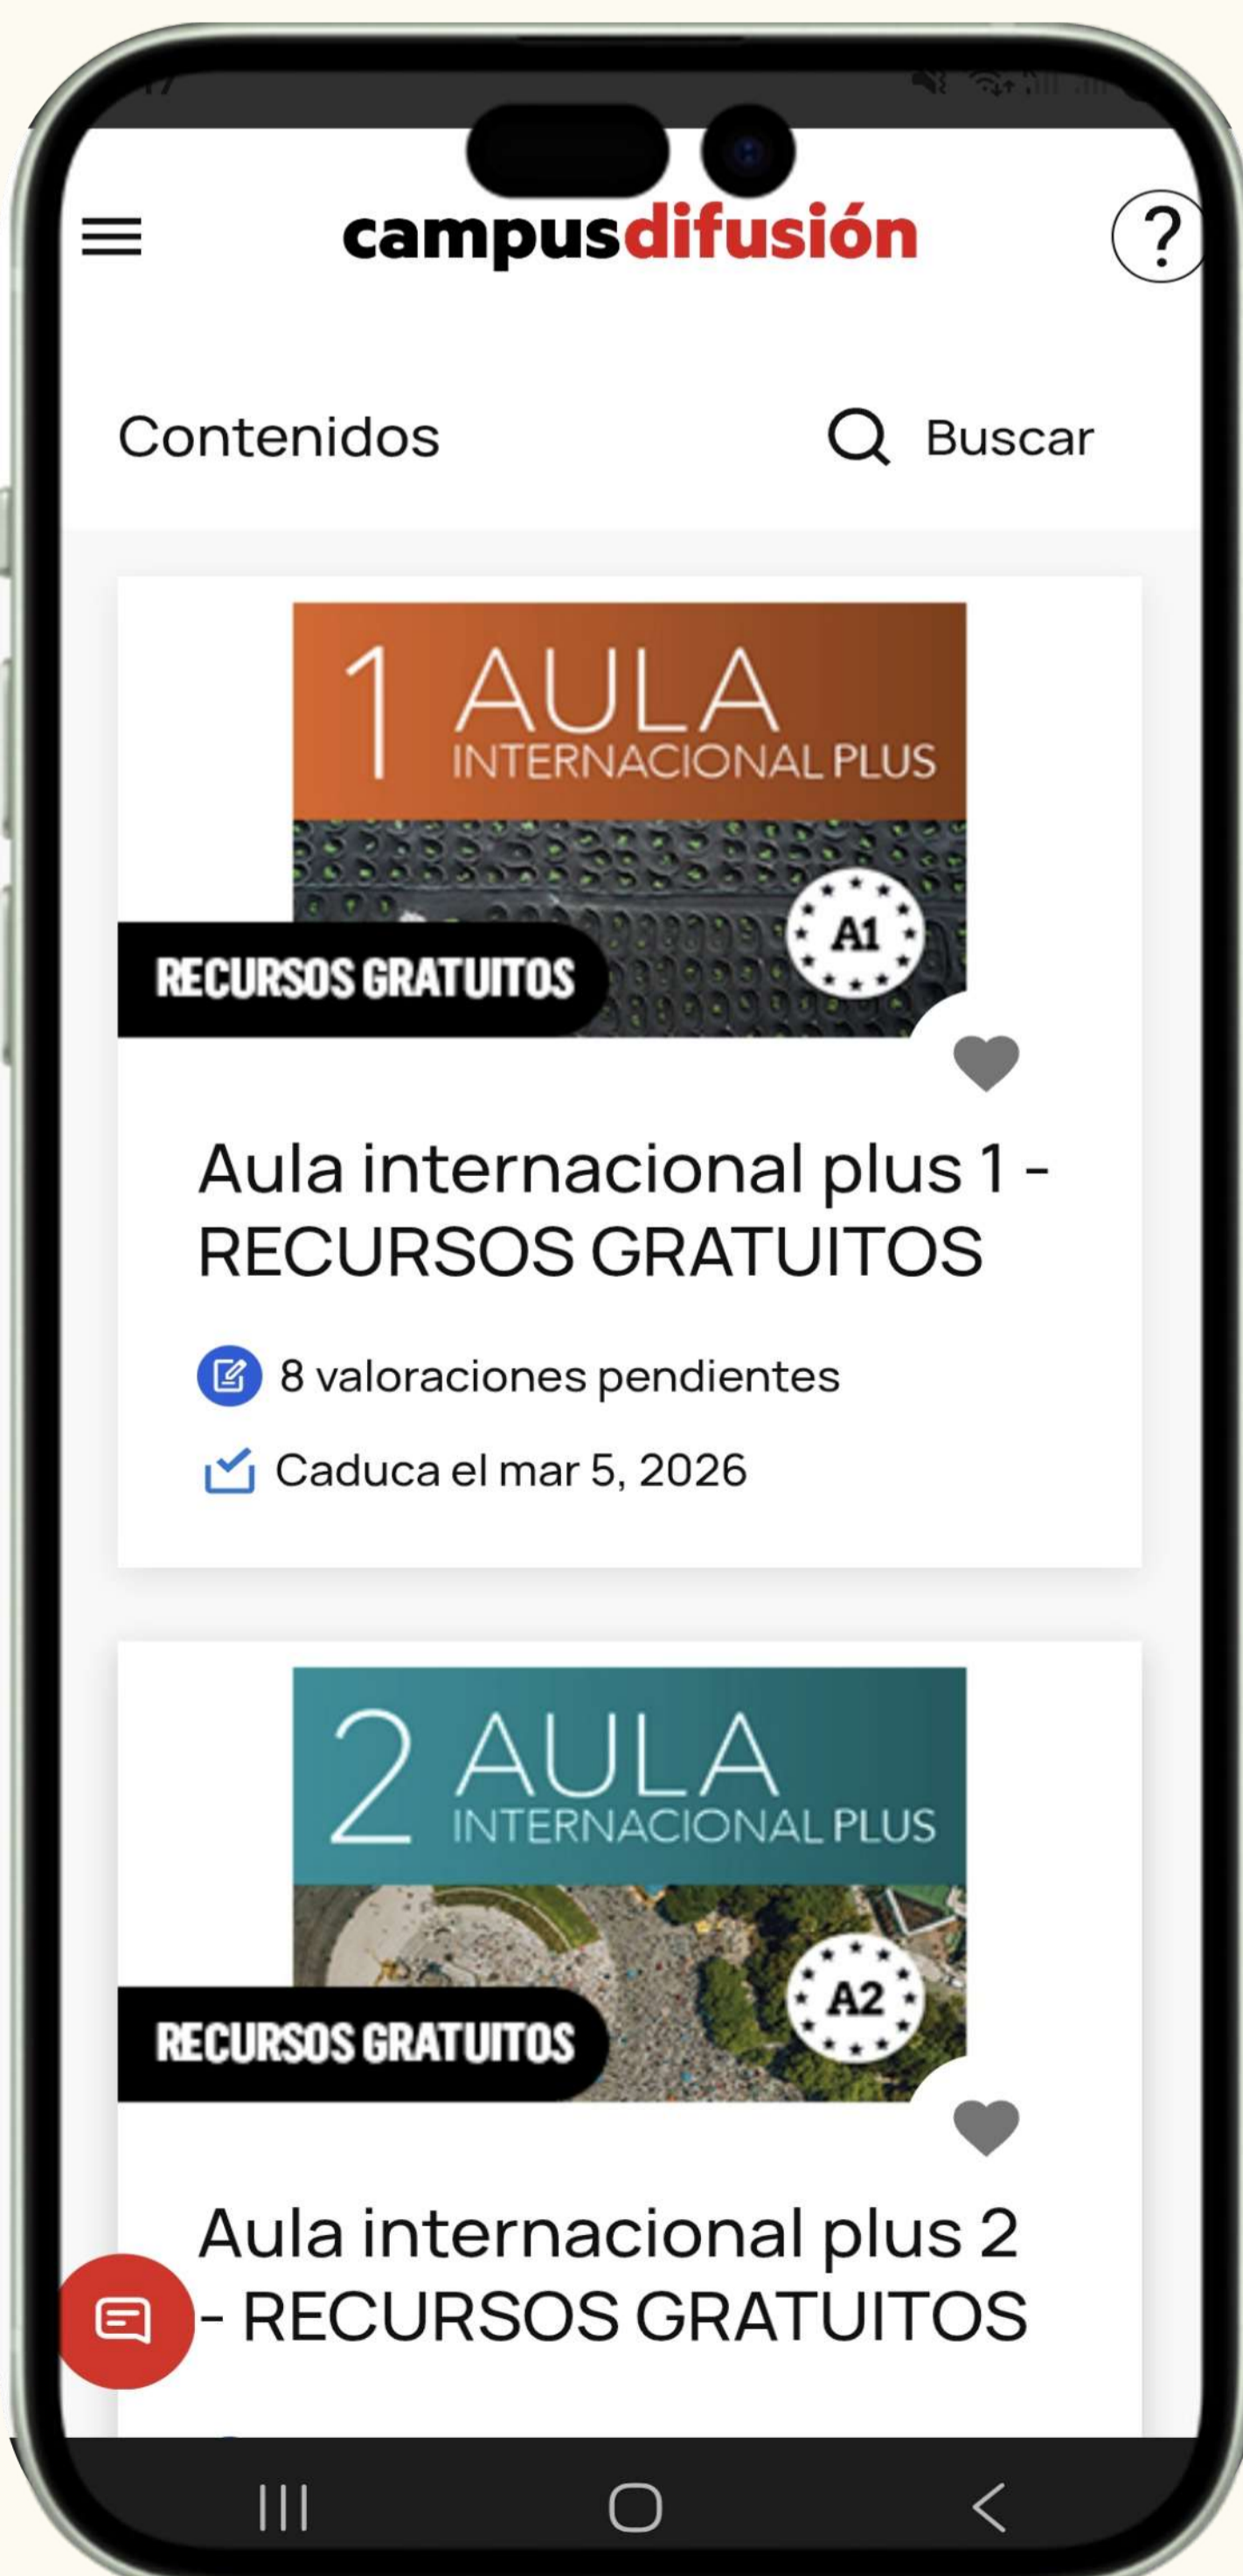 campusdifusión
?
Contenidos
Buscar
1 AULA
INTERNACIONAL PLUS
A1
RECURSOS GRATUITOS
Aula internacional plus 1 -
RECURSOS GRATUITOS
8 valoraciones pendientes
Caduca el mar 5, 2026
2 AULA
INTERNACIONAL PLUS
A2
RECURSOS GRATUITOS
Aula internacional plus 2
- RECURSOS GRATUITOS